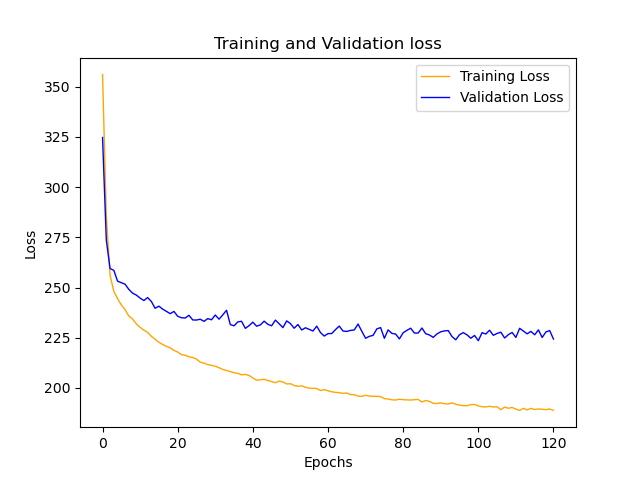 Training and Validation loss
Training Loss
Validation Loss
350
325
300
275
250
225
200
Loss
0 20 40 60 80 100 120
Epochs